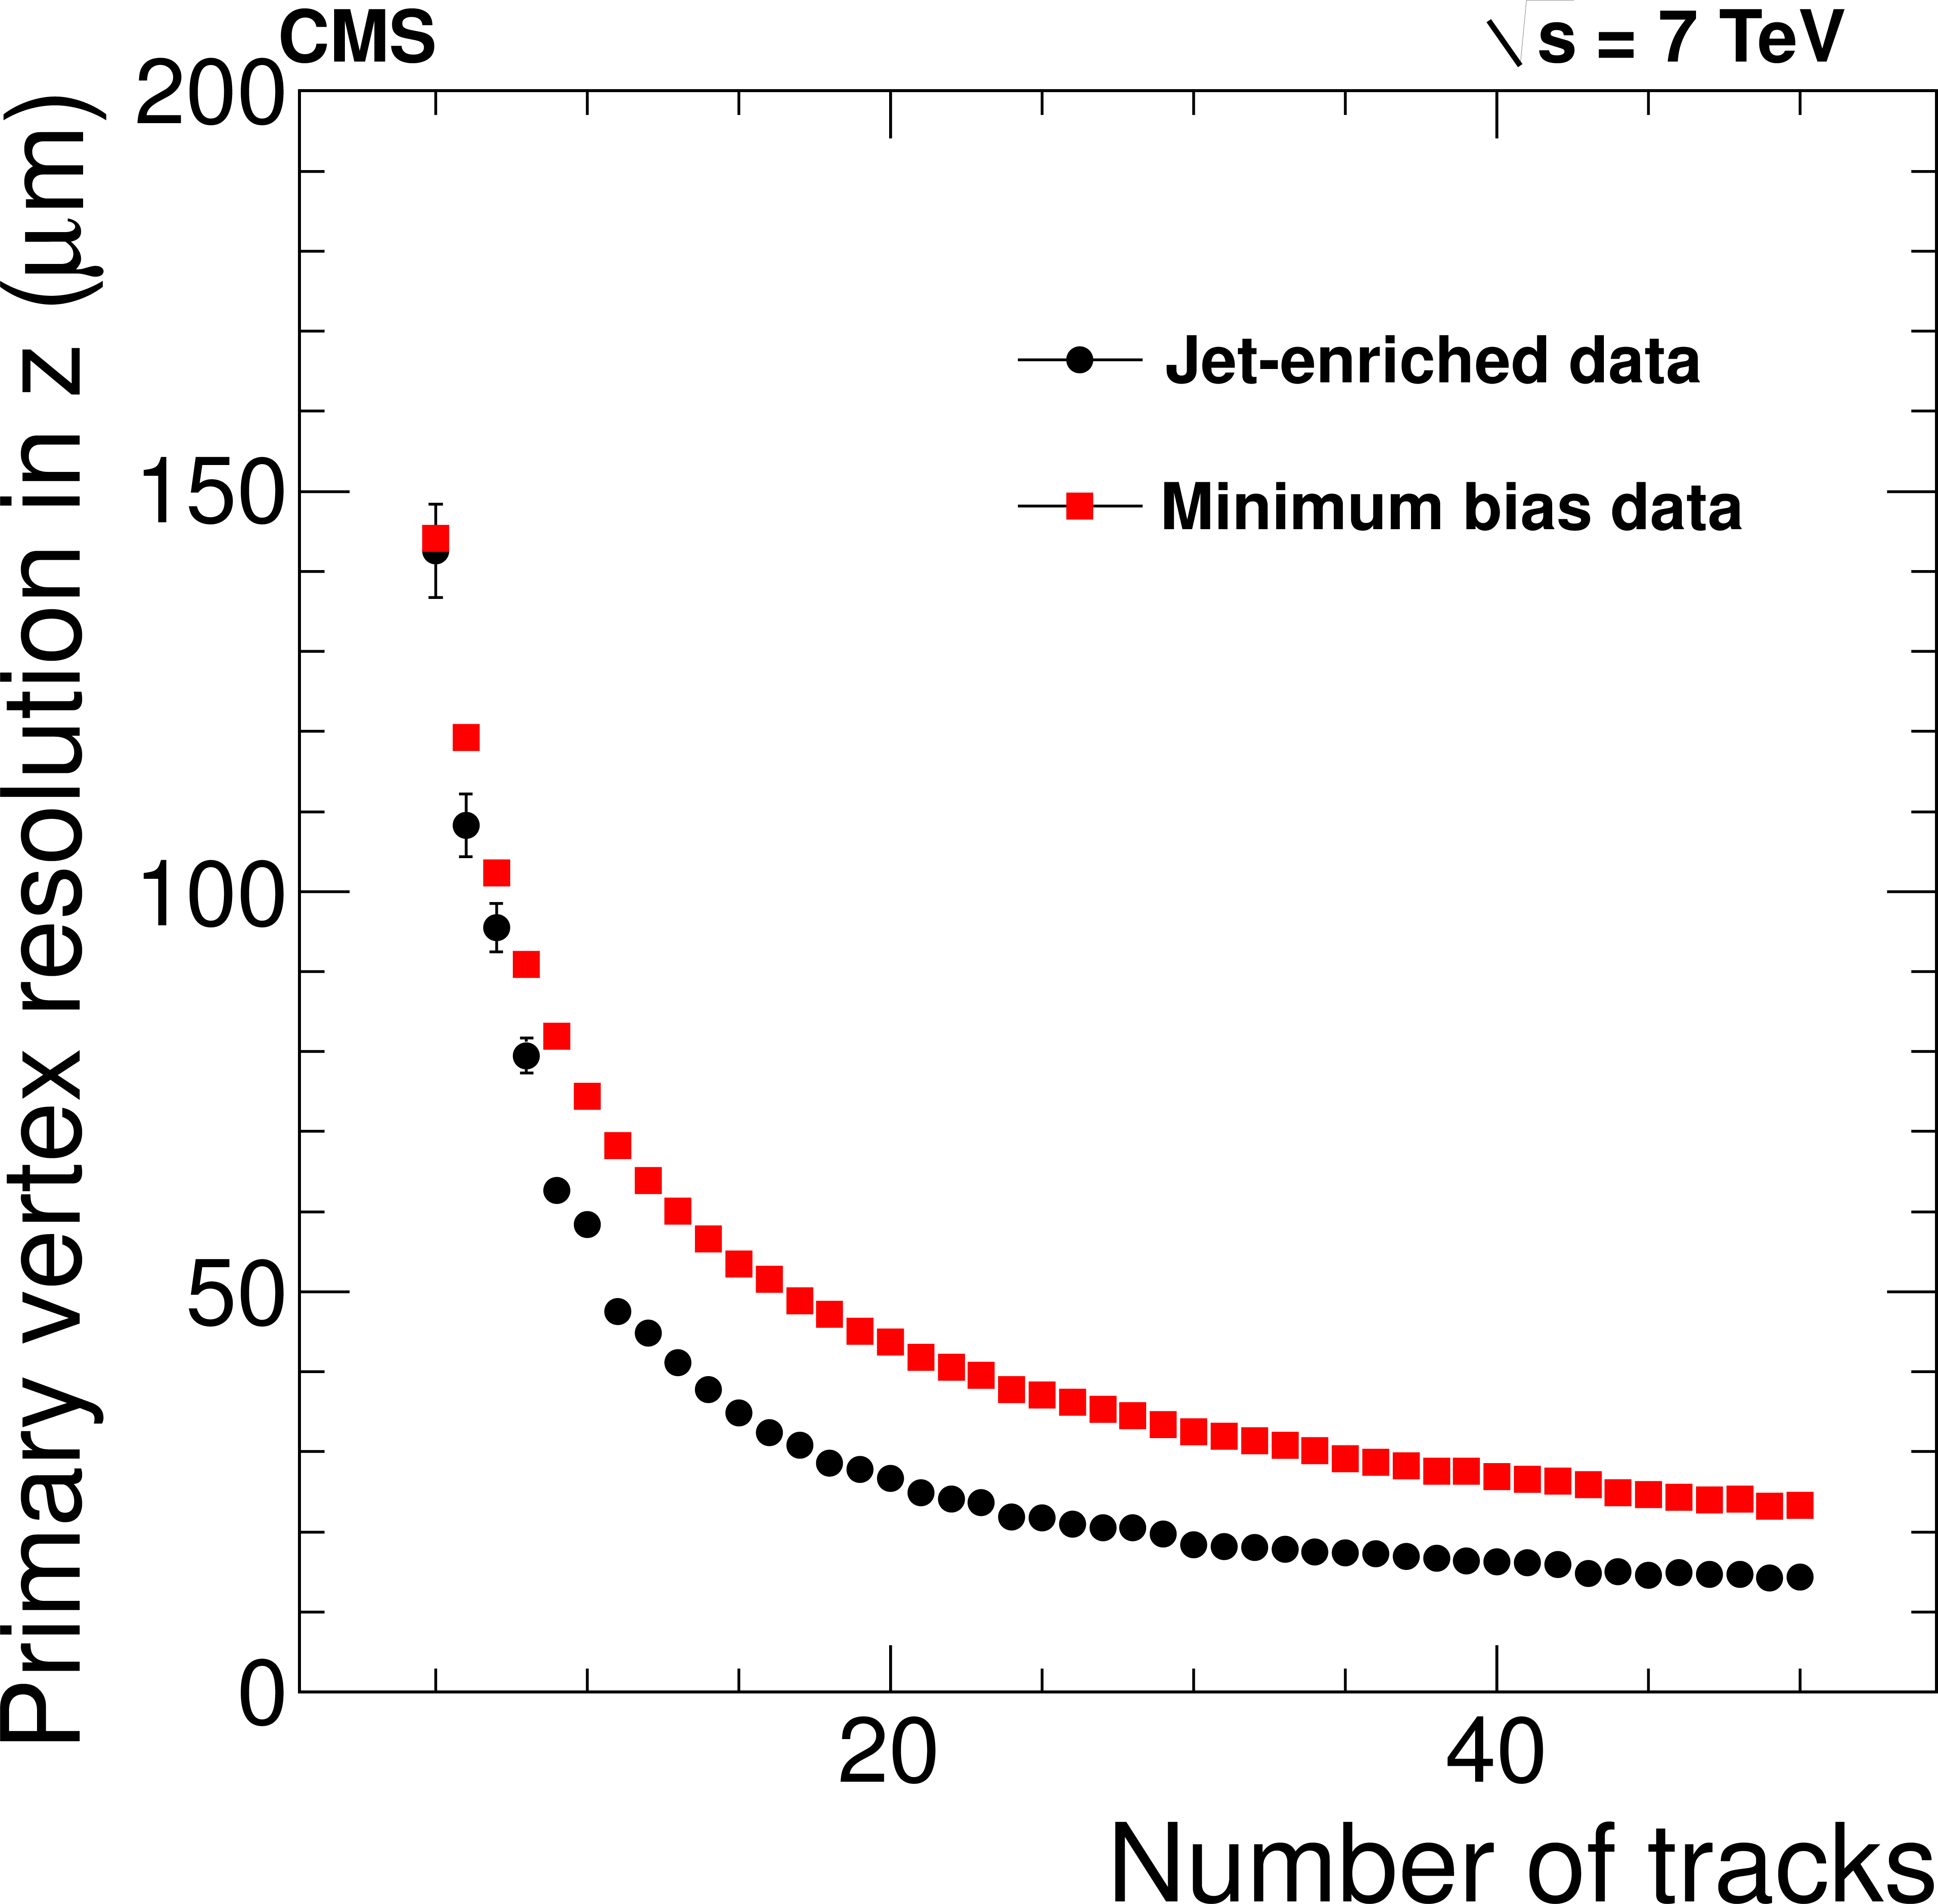 CMS √s = 7 TeV
Primary vertex resolution in z (μm)
200
150
100
50
0
Jet-enriched data
Minimum bias data
20 40
Number of tracks